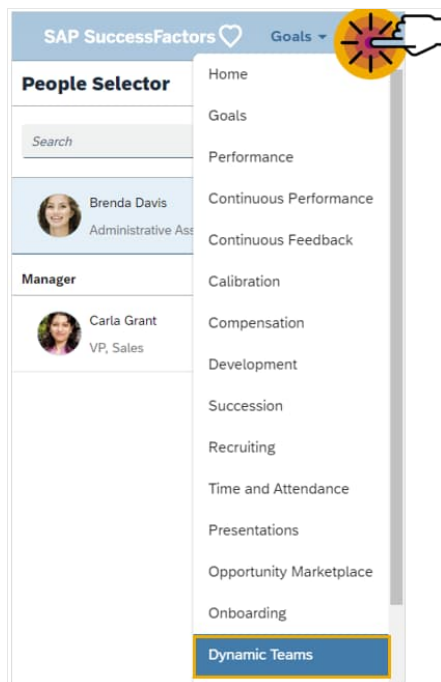 SAP SuccessFactors Goals
People Selector
Search
Brenda Davis
Administrative Ass
Manager
Carla Grant
VP, Sales
Home
Goals
Performance
Continuous Performance
Continuous Feedback
Calibration
Compensation
Development
Succession
Recruiting
Time and Attendance
Presentations
Opportunity Marketplace
Onboarding
Dynamic Teams